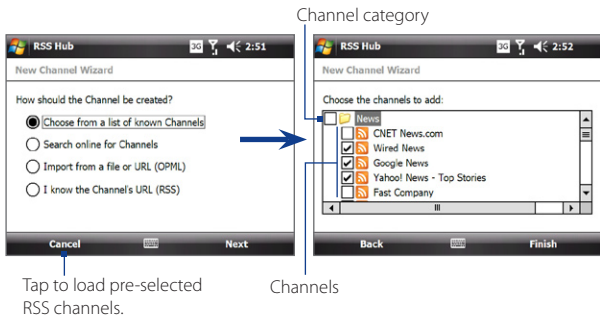 Channel category
RSS Hub 3G 2:51
New Channel Wizard
How should the Channel be created?
Choose from a list of known Channels
Search online for Channels
Import from a file or URL (OPML)
I know the Channel's URL (RSS)
Cancel Next
Tap to load pre-selected
RSS channels.
RSS Hub 3G 2:52
New Channel Wizard
Choose the channels to add:
News
CNET News.com
Wired News
Google News
Yahoo! News - Top Stories
Fast Company
Back Finish
Channels